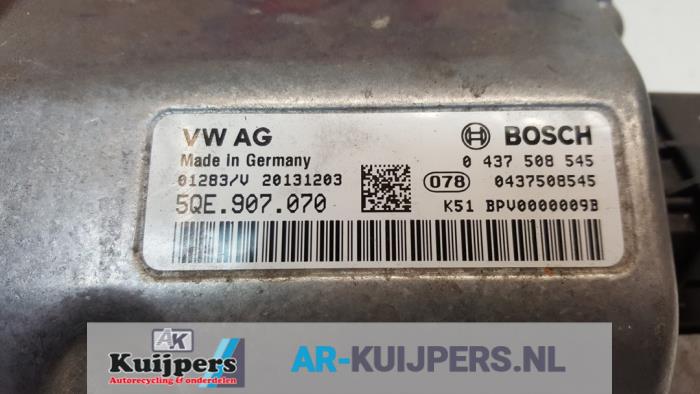 VW AG
Made in Germany
01283/V 20131203
5QE.907.070
BOSCH
0 437 508 545
078 0437508545
K51 BPV0000009B
AK
Kuijpers
Autorecycling & onderdelen
AR-KUIJPERS.NL